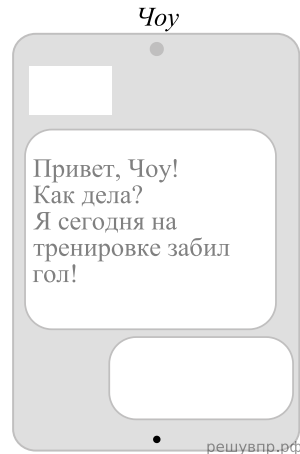 Чоу
Привет, Чоу!
Как дела?
Я сегодня на
тренировке забил
гол!
решувпр.рф